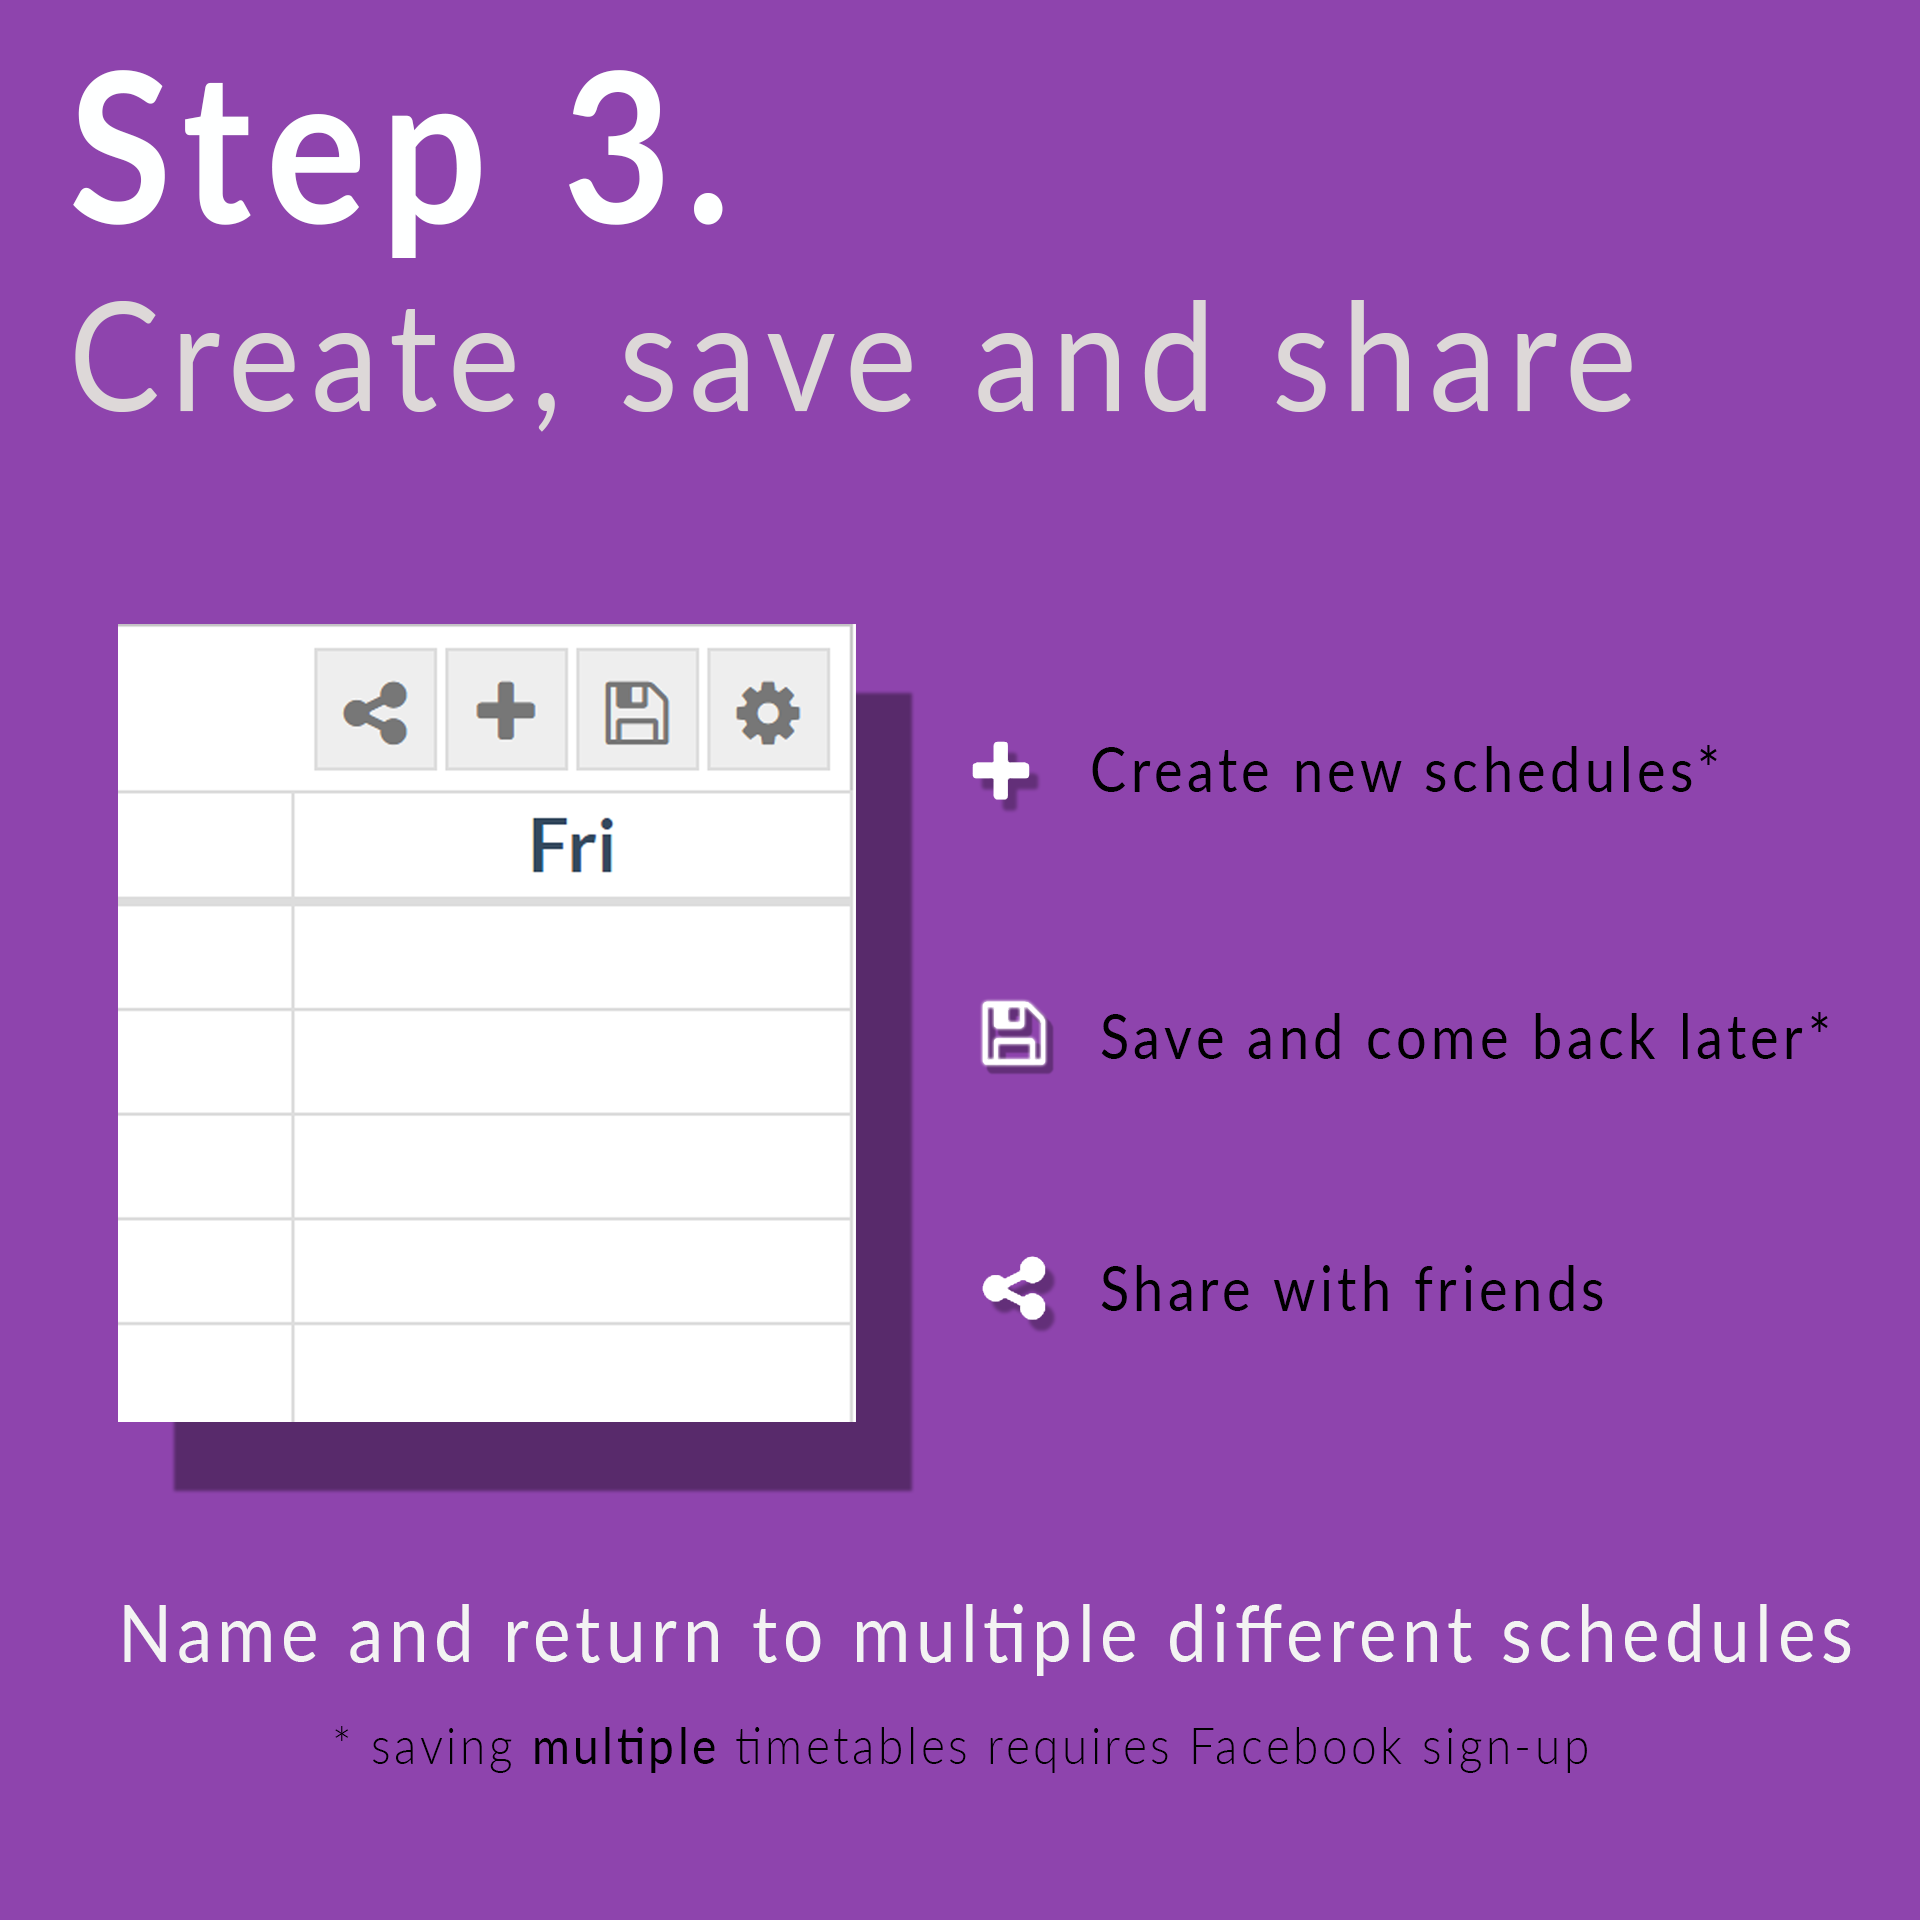 Step 3.
Create, save and share
Fri
Create new schedules*
Save and come back later*
Share with friends
Name and return to multiple different schedules
* saving multiple timetables requires Facebook sign-up